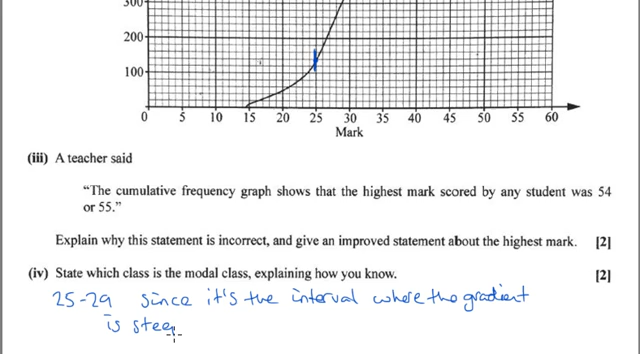 300
200
100
0 5 10 15 20 25 30 35 40 45 50 55 60
Mark
(iii) A teacher said
"The cumulative frequency graph shows that the highest mark scored by any student was 54
or 55."
Explain why this statement is incorrect, and give an improved statement about the highest mark. [2]
(iv) State which class is the modal class, explaining how you know. [2]
25-29 since it's the interval where the gradient
is steep